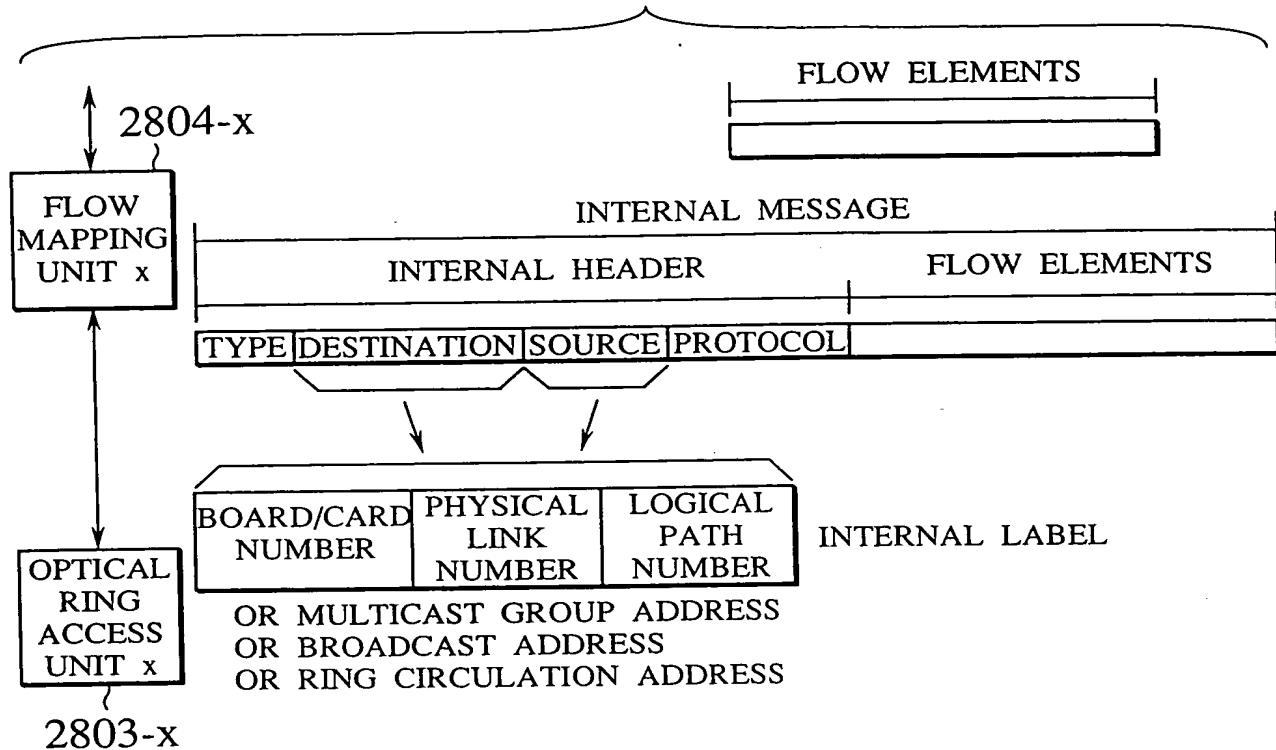 FLOW ELEMENTS
2804-x
FLOW
MAPPING
UNIT x
INTERNAL MESSAGE
INTERNAL HEADER
FLOW ELEMENTS
TYPE
DESTINATION
SOURCE
PROTOCOL
BOARD/CARD
NUMBER
PHYSICAL
LINK
NUMBER
LOGICAL
PATH
NUMBER
INTERNAL LABEL
OR MULTICAST GROUP ADDRESS
OR BROADCAST ADDRESS
OR RING CIRCULATION ADDRESS
OPTICAL
RING
ACCESS
UNIT x
2803-x